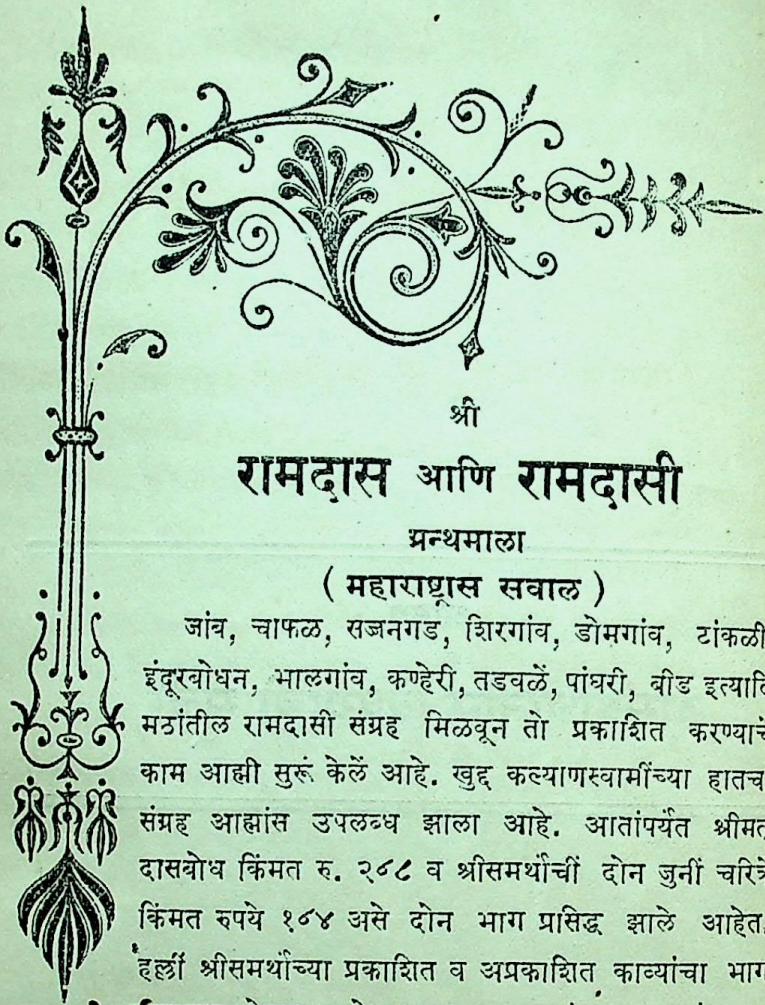 श्री
रामदास आणि रामदासी
ग्रन्थमाला
( महाराष्ट्रास सवाल )
जांब, चाफळ, सज्जनगड, शिरगांव, डोमगांव, टांकळी
इंदूरबोधन, भालगांव, कण्हेरी, तडवळें, पांघरी, बीड इत्यादि
मठांतील रामदासी संग्रह मिळवून तो प्रकाशित करण्याचें
काम आह्मी सुरूं केलें आहे. खुद्द कल्याणस्वामींच्या हातच
संग्रह आह्मांस उपलब्ध झाला आहे. आतांपर्यंत श्रीमत
दासबोध किंमत रु. २८८ व श्रीसमर्थांचीं दोन जुनीं चरित्रें
किंमत रुपये १८४ असे दोन भाग प्रसिद्ध झाले आहेत.
हल्लीं श्रीसमर्थांच्या प्रकाशित व अप्रकाशित काव्यांचा भाग